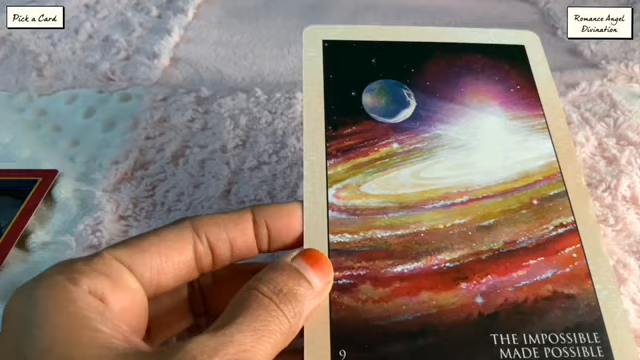 Pick a Card
Romance Angel
Divination
9
THE IMPOSSIBLE
MADE POSSIBLE